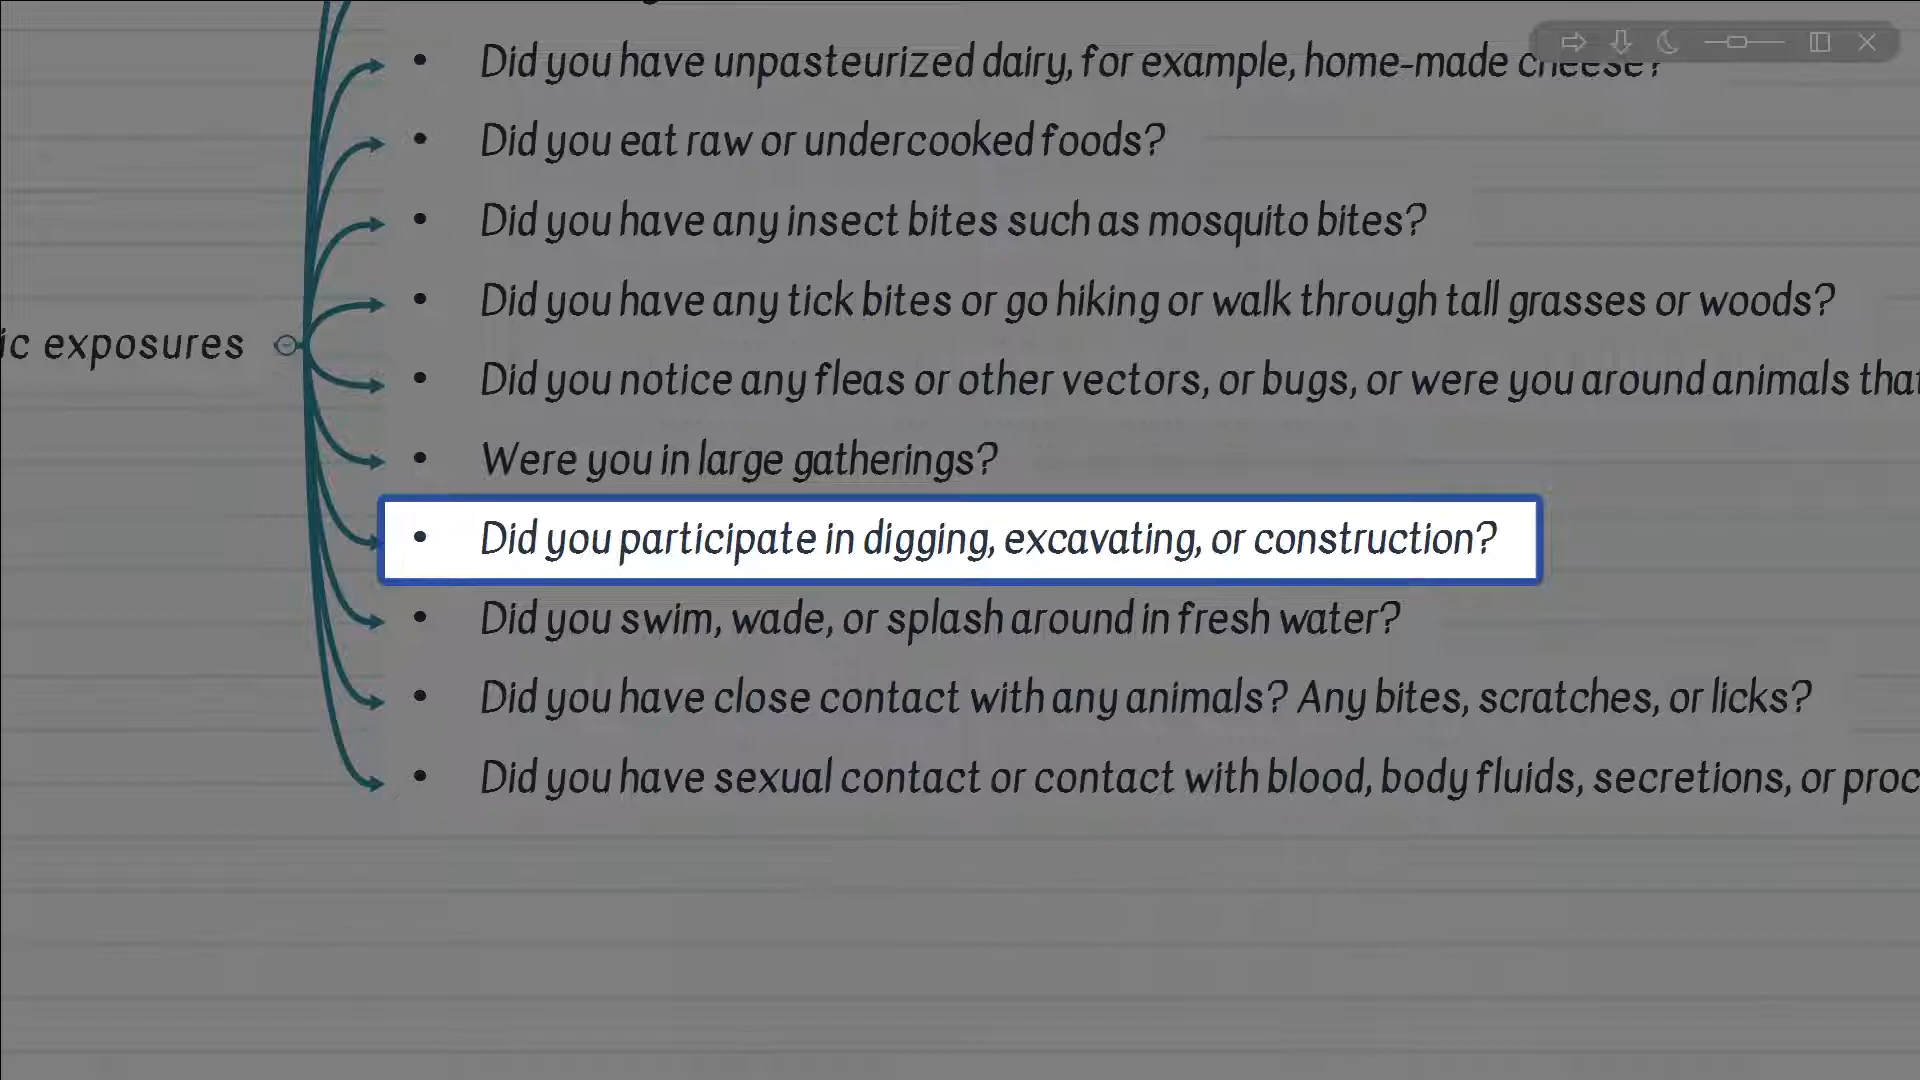 Did you have unpasteurized dairy, for example, home-made cheese?
Did you eat raw or undercooked foods?
Did you have any insect bites such as mosquito bites?
Did you have any tick bites or go hiking or walk through tall grasses or woods?
ic exposures
Did you notice any fleas or other vectors, or bugs, or were you around animals that
Were you in large gatherings?
Did you participate in digging, excavating, or construction?
Did you swim, wade, or splash around in fresh water?
Did you have close contact with any animals? Any bites, scratches, or licks?
Did you have sexual contact or contact with blood, body fluids, secretions, or proc